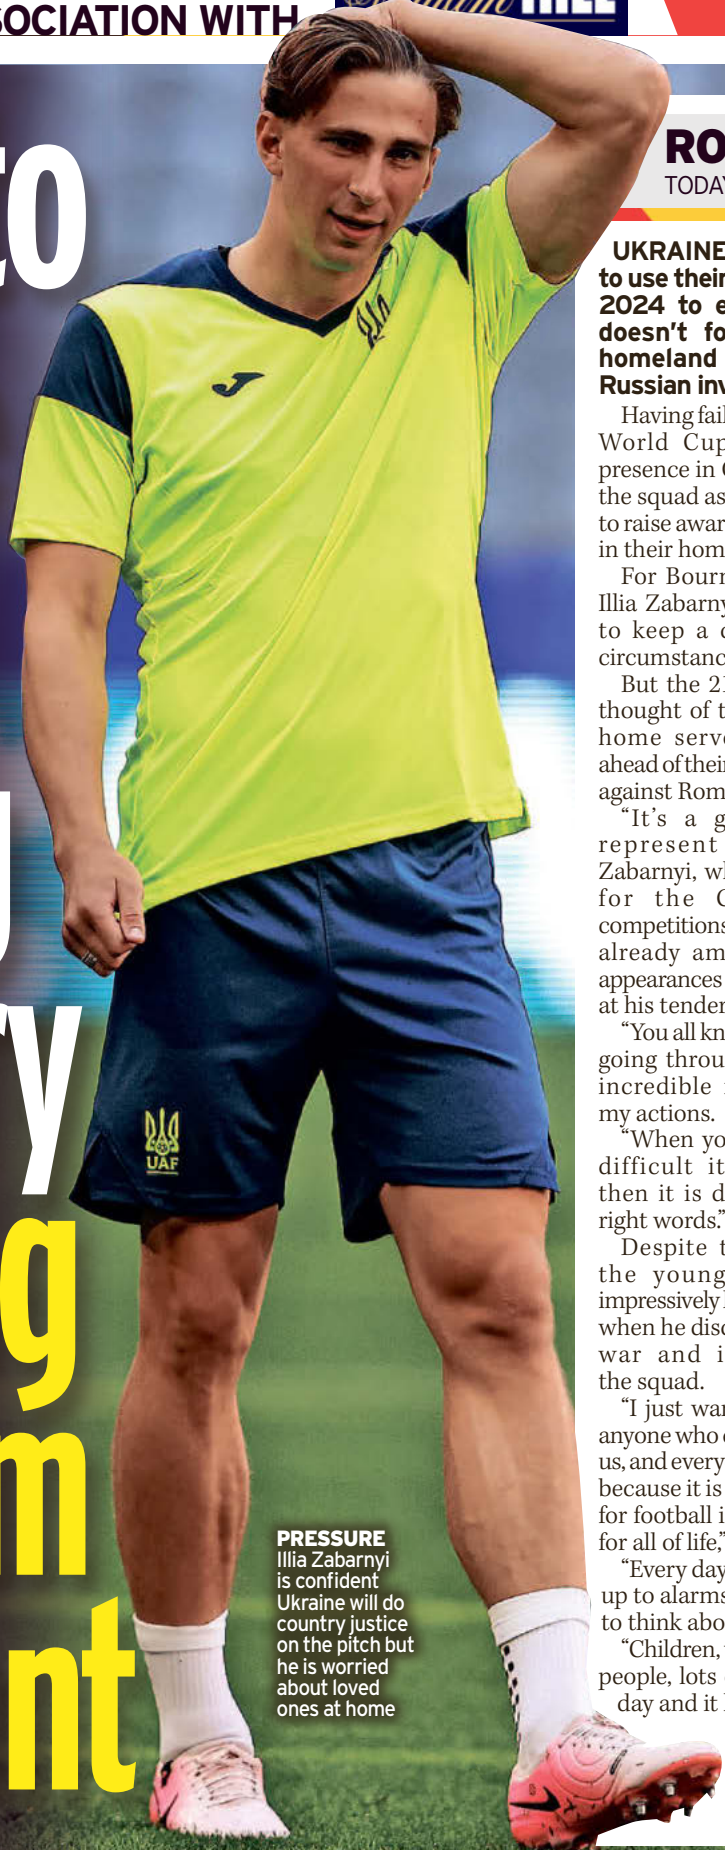 SOCIATION WITH
HILL
to
g
ry
g
m
nt
RO
TODAY
UKRAINE
to use their
2024 to e
doesn't fo
homeland
Russian inv
Having fail
World Cup
presence in
the squad as
to raise awar
in their hom
For Bourn
Illia Zabarny
to keep a
circumstanc
But the 21
thought of t
home serve
ahead of their
against Rom
"It's a g
represent
Zabarnyi, wh
for the
competitions
already am
appearances
at his tender
"You all kn
going throu
incredible
my actions.
"When yo
difficult it
then it is d
right words."
Despite t
the young
impressively
when he disc
war and i
the squad.
"I just wan
anyone who
us, and every
because it is
for football i
for all of life,"
"Every day
up to alarms
to think abo
"Children,
people, lots
day and it
UAF
PRESSURE
Illia Zabarnyi
is confident
Ukraine will do
country justice
on the pitch but
he is worried
about loved
ones at home